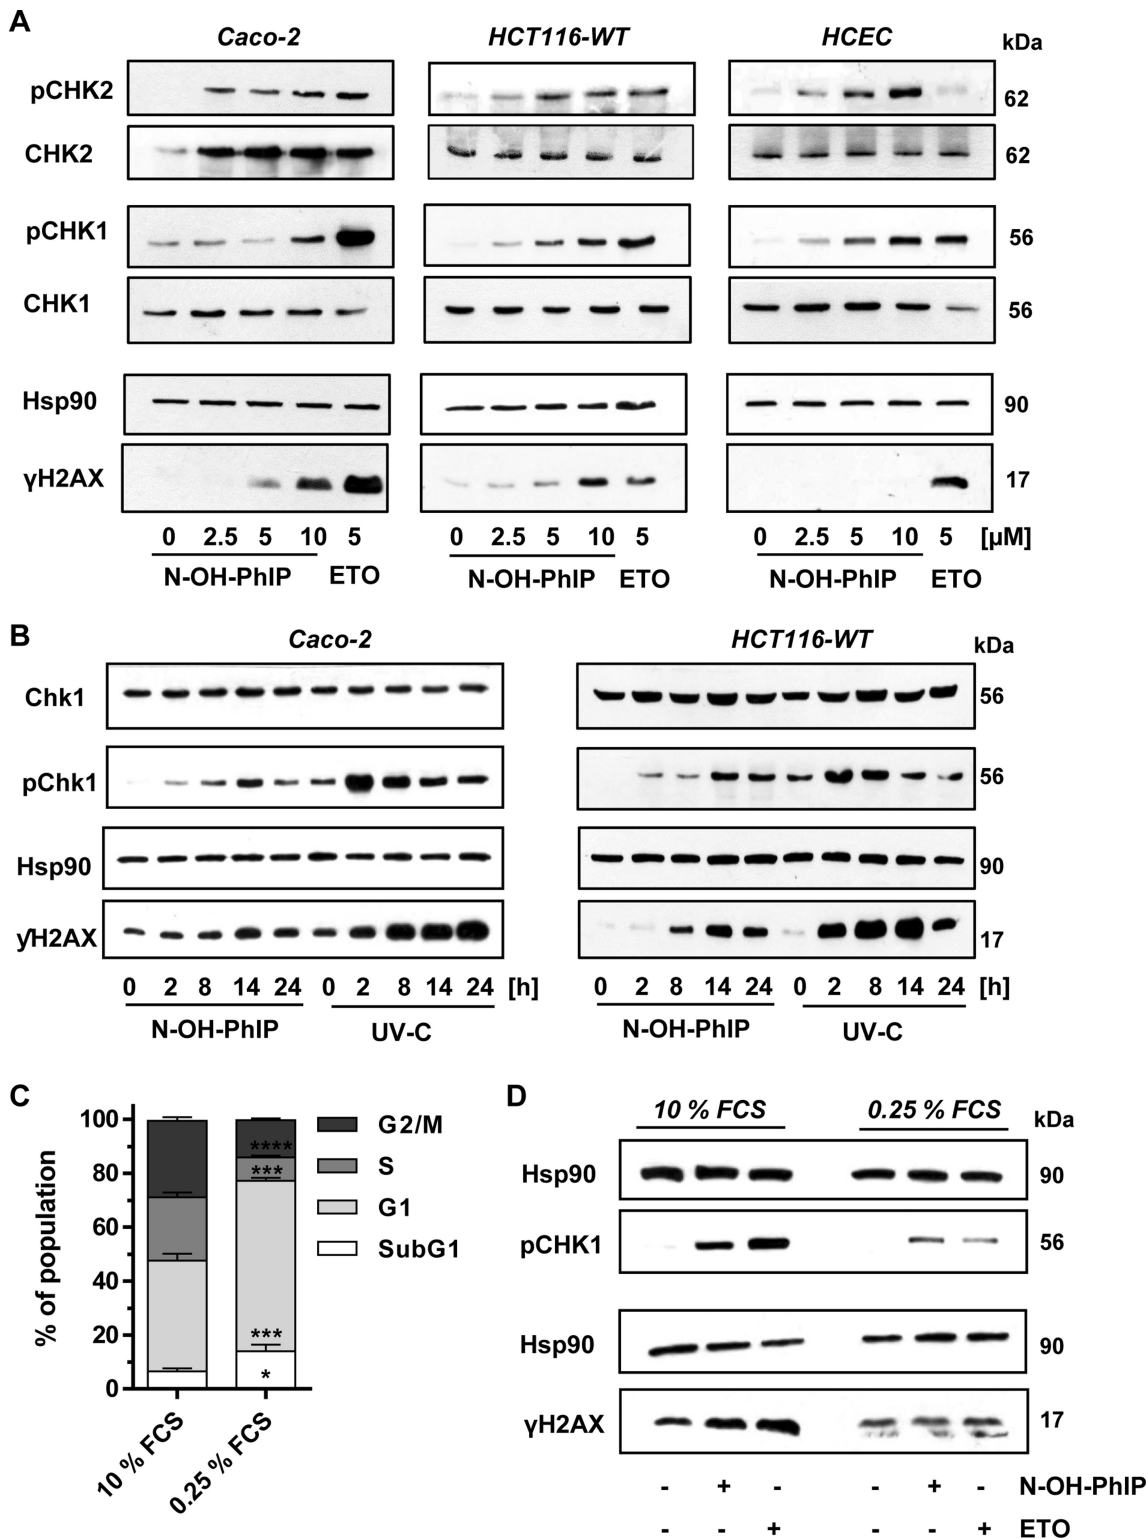 A
Caco-2 HCT116-WT HCEC kDa
pCHK2 62
CHK2 62
pCHK1 56
CHK1 56
Hsp90 90
γH2AX 17
0 2.5 5 10 5 0 2.5 5 10 5 0 2.5 5 10 5 [µM]
N-OH-PhIP ETO N-OH-PhIP ETO N-OH-PhIP ETO
B
Caco-2 HCT116-WT kDa
Chk1 56
pChk1 56
Hsp90 90
γH2AX 17
0 2 8 14 24 0 2 8 14 24 [h] 0 2 8 14 24 0 2 8 14 24 [h]
N-OH-PhIP UV-C N-OH-PhIP UV-C
C
% of population
100
80
60
40
20
0
****
***
***
*
10 % FCS
0.25 % FCS
G2/M
S
G1
SubG1
D
10 % FCS 0.25 % FCS kDa
Hsp90 90
pCHK1 56
Hsp90 90
γH2AX 17
- + - - + - N-OH-PhIP
- - + - - + ETO